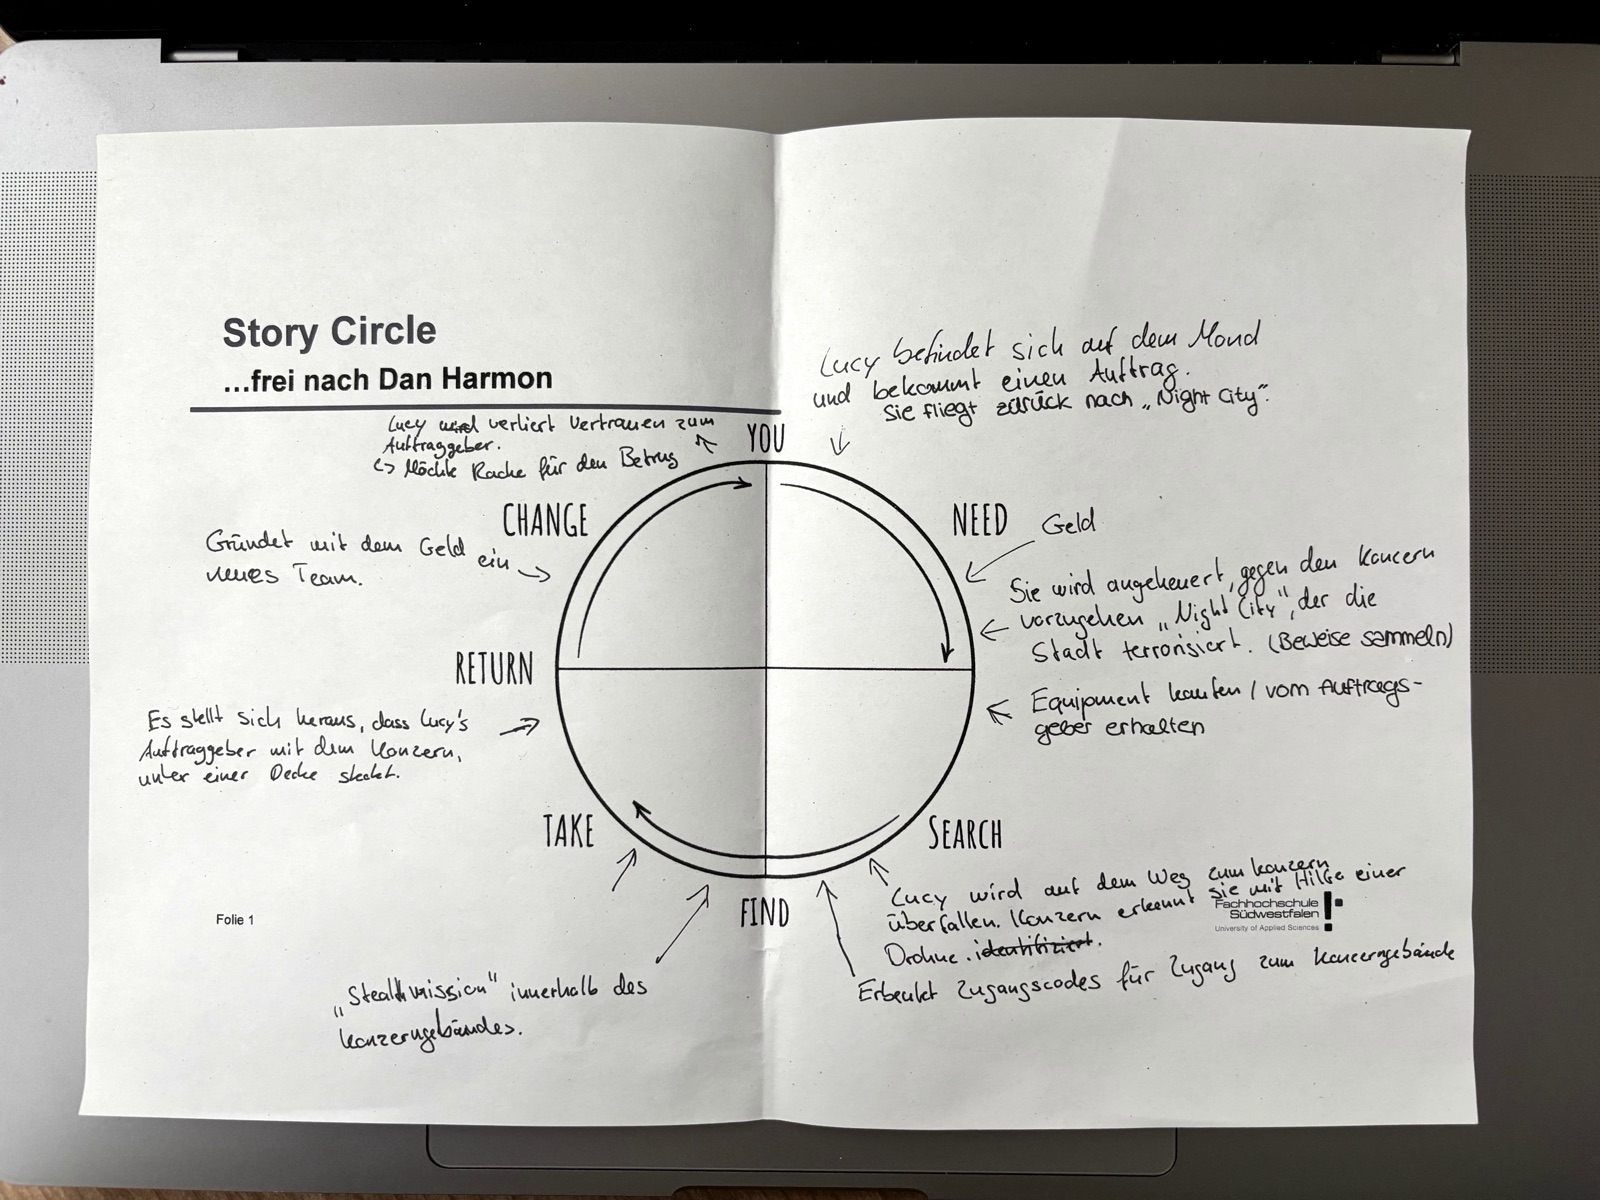 Story Circle
...frei nach Dan Harmon
Lucy befindet sich auf dem Mond
und bekommt einen Auftrag.
Sie fliegt zurück nach „Night City".
Lucy wird verliert Vertrauen zum
Auftraggeber.
↳ Möchte Rache für den Betrug
YOU
CHANGE
NEED
Geld
Gründet mit dem Geld ein
neues Team.
Sie wird angeheuert, gegen den Konzern
vorzugehen „Night City", der die
Stadt terrorisiert. (Beweise sammeln)
RETURN
Equipment kaufen / vom Auftrags-
geber erhalten
Es stellt sich heraus, dass Lucy's
Auftraggeber mit dem Konzern,
unter einer Decke steckt.
TAKE
SEARCH
FIND
Lucy wird auf dem Weg zum Konzern
überfallen. Konzern erkennt sie mit Hilfe einer
Drohne. identifiziert.
Erbeutet Zugangscodes für Zugang zum Konzerngebäude
Folie 1
Fachhochschule
Südwestfalen
University of Applied Sciences
„Stealthmission" innerhalb des
Konzerngebäudes.